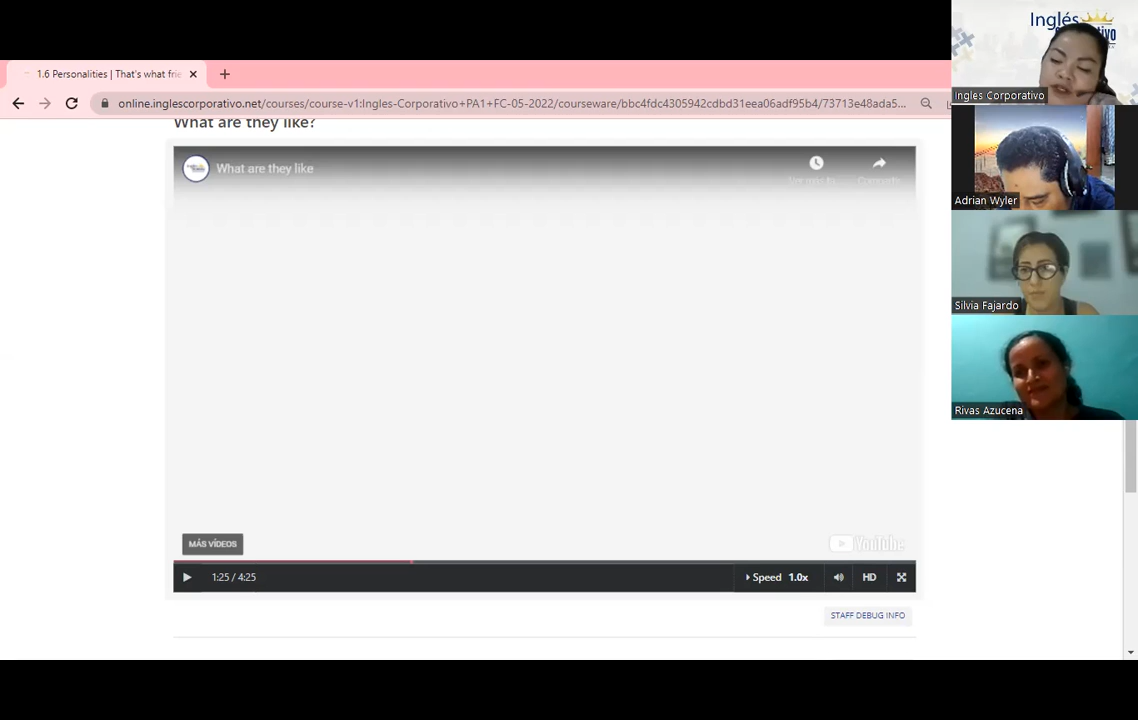 1.6 Personalities | That's what frie
online.inglescorporativo.net/courses/course-v1:Ingles-Corporativo+PA1+FC-05-2022/courseware/bbc4fdc4305942cdbd31eea06adf95b4/73713e48ada5...
What are they like?
What are they like
MÁS VÍDEOS
YouTube
1:25 / 4:25
Speed 1.0x
HD
STAFF DEBUG INFO
Inglés
Ingles Corporativo
Adrian Wyler
Silvia Fajardo
Rivas Azucena